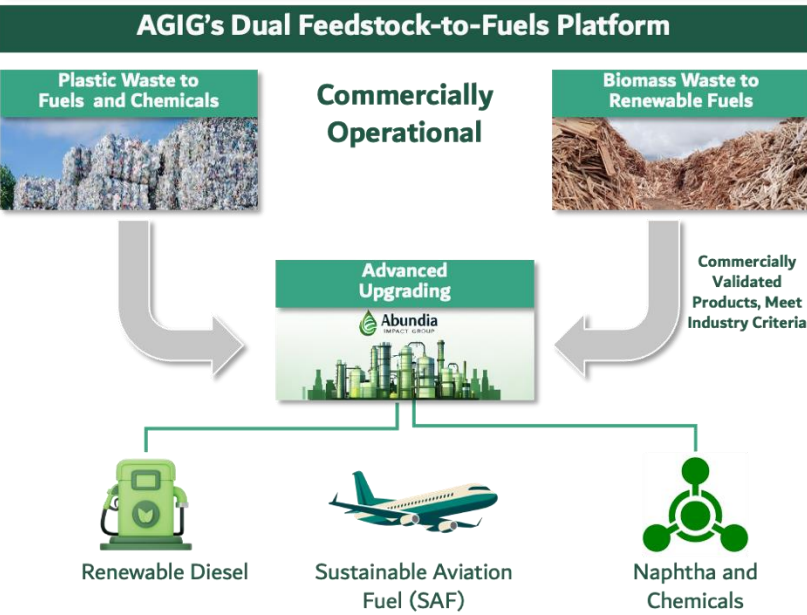 AGIG's Dual Feedstock-to-Fuels Platform
Plastic Waste to
Fuels and Chemicals
Commercially
Operational
Biomass Waste to
Renewable Fuels
Advanced
Upgrading
Abundia
IMPACT GROUP
Commercially
Validated
Products, Meet
Industry Criteria
Renewable Diesel
Sustainable Aviation
Fuel (SAF)
Naphtha and
Chemicals